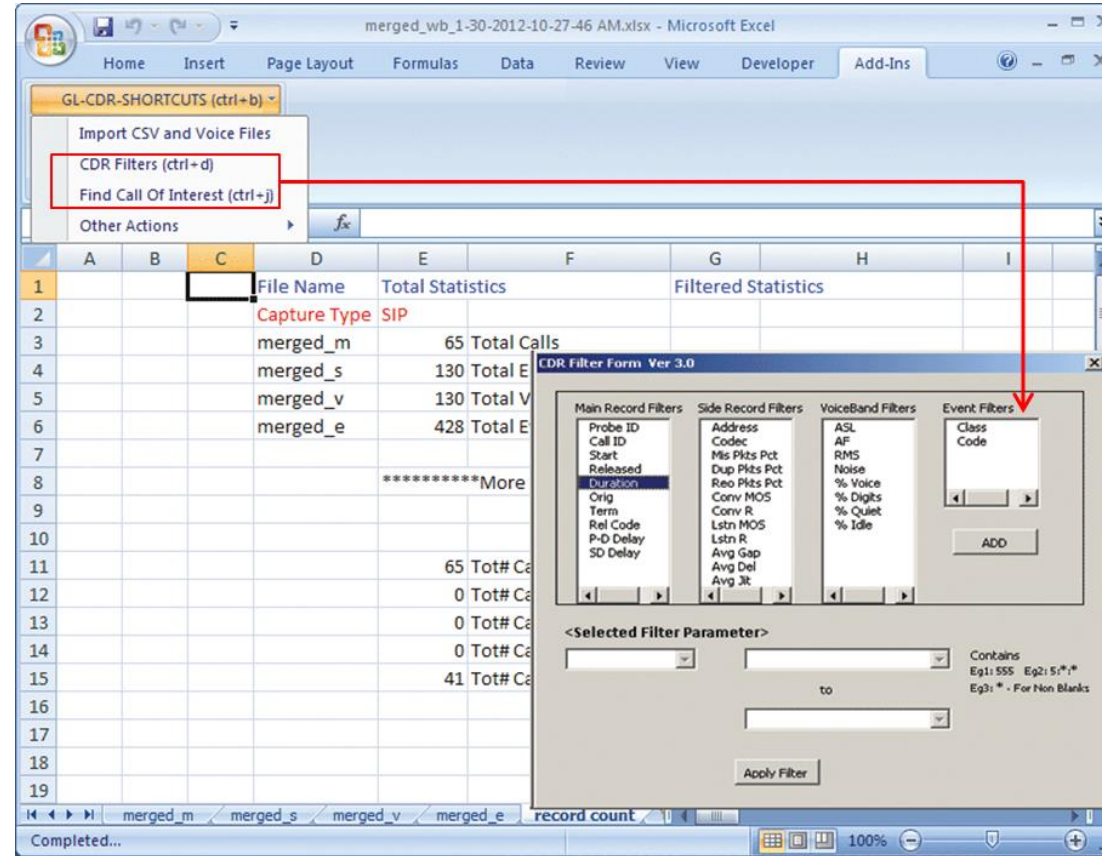 merged_wb_1-30-2012-10-27-46 AM.xlsx - Microsoft Excel
Home Insert Page Layout Formulas Data Review View Developer Add-Ins
GL-CDR-SHORTCUTS (ctrl+b)
Import CSV and Voice Files
CDR Filters (ctrl+d)
Find Call Of Interest (ctrl+j)
Other Actions
fx
A B C D E F G H I
1 File Name Total Statistics Filtered Statistics
2 Capture Type SIP
3 merged_m 65 Total Calls
4 merged_s 130 Total E
5 merged_v 130 Total V
6 merged_e 428 Total E
7
8 **********More
9
10
11 65 Tot# Ca
12 0 Tot# Ca
13 0 Tot# Ca
14 0 Tot# Ca
15 41 Tot# Ca
16
17
18
19
CDR Filter Form Ver 3.0
Main Record Filters
Probe ID
Call ID
Start
Released
Duration
Orig
Term
Rel Code
P-D Delay
SD Delay
Side Record Filters
Address
Codec
Mis Pkts Pct
Dup Pkts Pct
Reo Pkts Pct
Conv MOS
Conv R
Lstn MOS
Lstn R
Avg Gap
Avg Del
Avg Jit
VoiceBand Filters
ASL
AF
RMS
Noise
% Voice
% Digits
% Quiet
% Idle
Event Filters
Class
Code
ADD
<Selected Filter Parameter>
to
Contains
Eg1: 555 Eg2: 5:*:*
Eg3: * - For Non Blanks
Apply Filter
merged_m merged_s merged_v merged_e record count
Completed... 100%